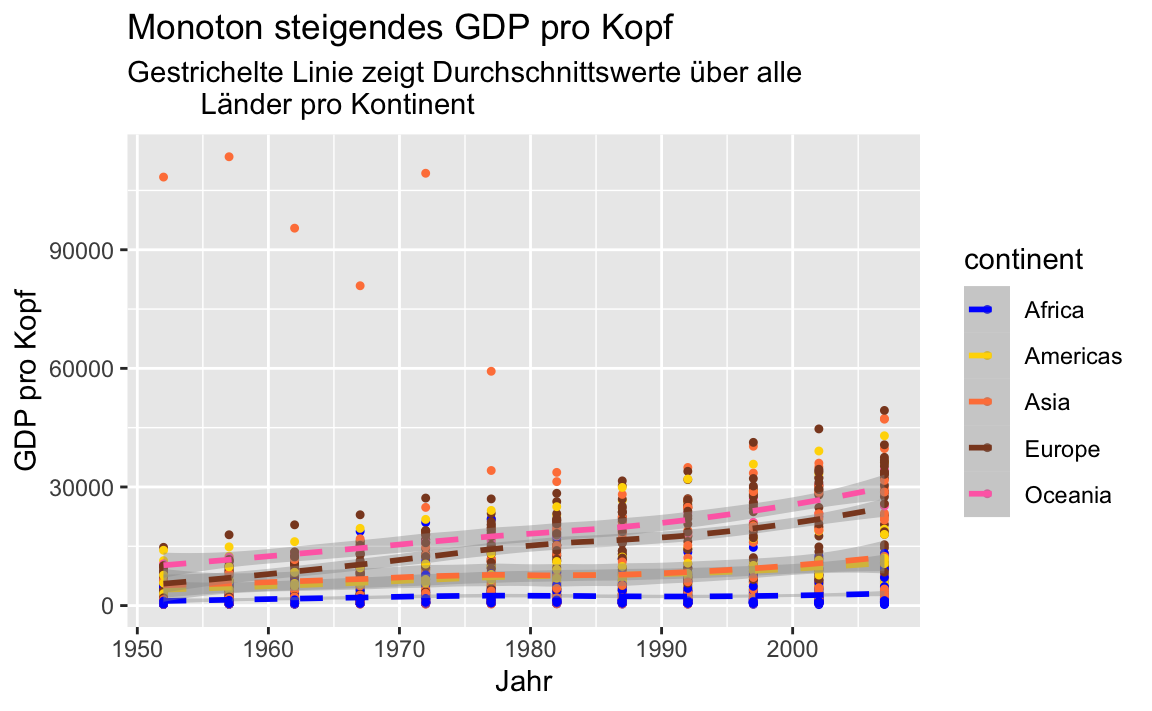 Monoton steigendes GDP pro Kopf
Gestrichelte Linie zeigt Durchschnittswerte über alle
Länder pro Kontinent
GDP pro Kopf
90000
60000
30000
0
1950 1960 1970 1980 1990 2000
Jahr
continent
Africa
Americas
Asia
Europe
Oceania